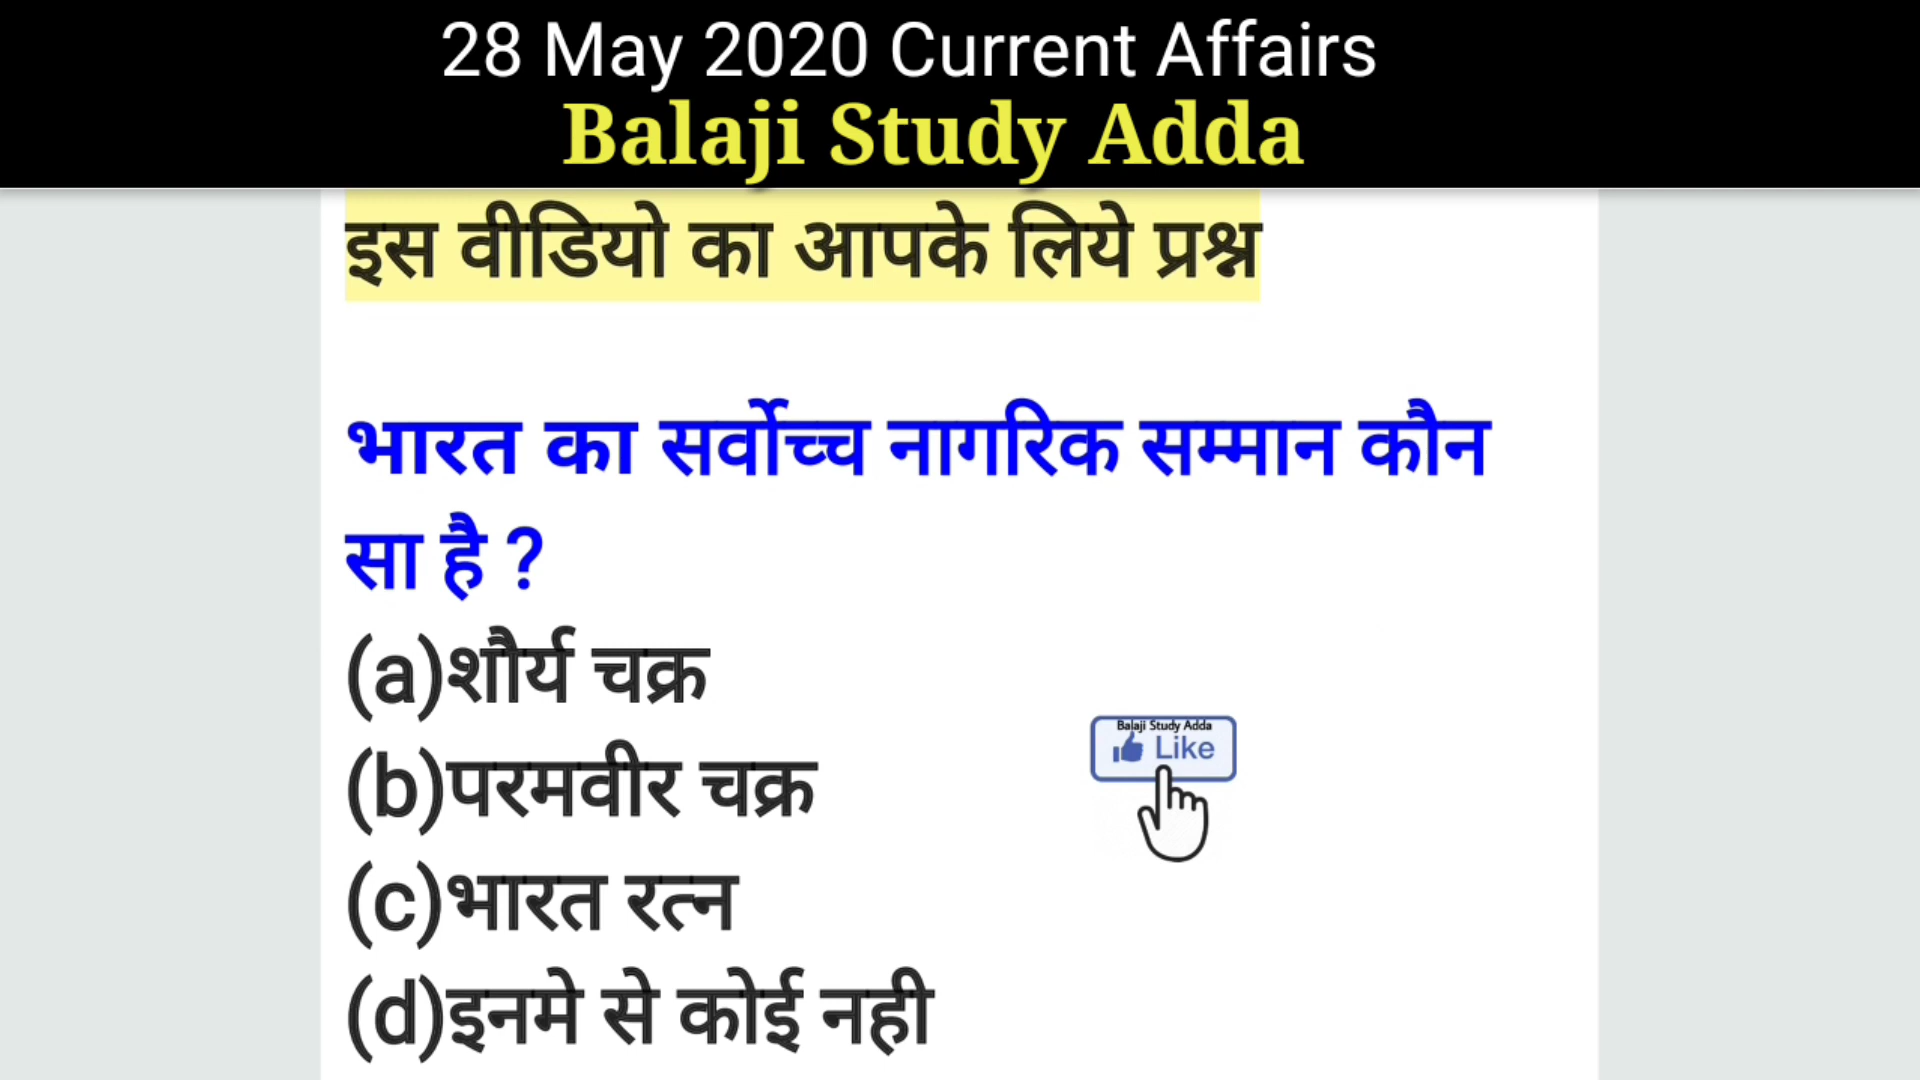 28 May 2020 Current Affairs
Balaji Study Adda
इस वीडियो का आपके लिये प्रश्न
भारत का सर्वोच्च नागरिक सम्मान कौन
सा है ?
(a)शौर्य चक्र
(b)परमवीर चक्र
Balaji Study Adda
Like
(c)भारत रत्न
(d)इनमे से कोई नही